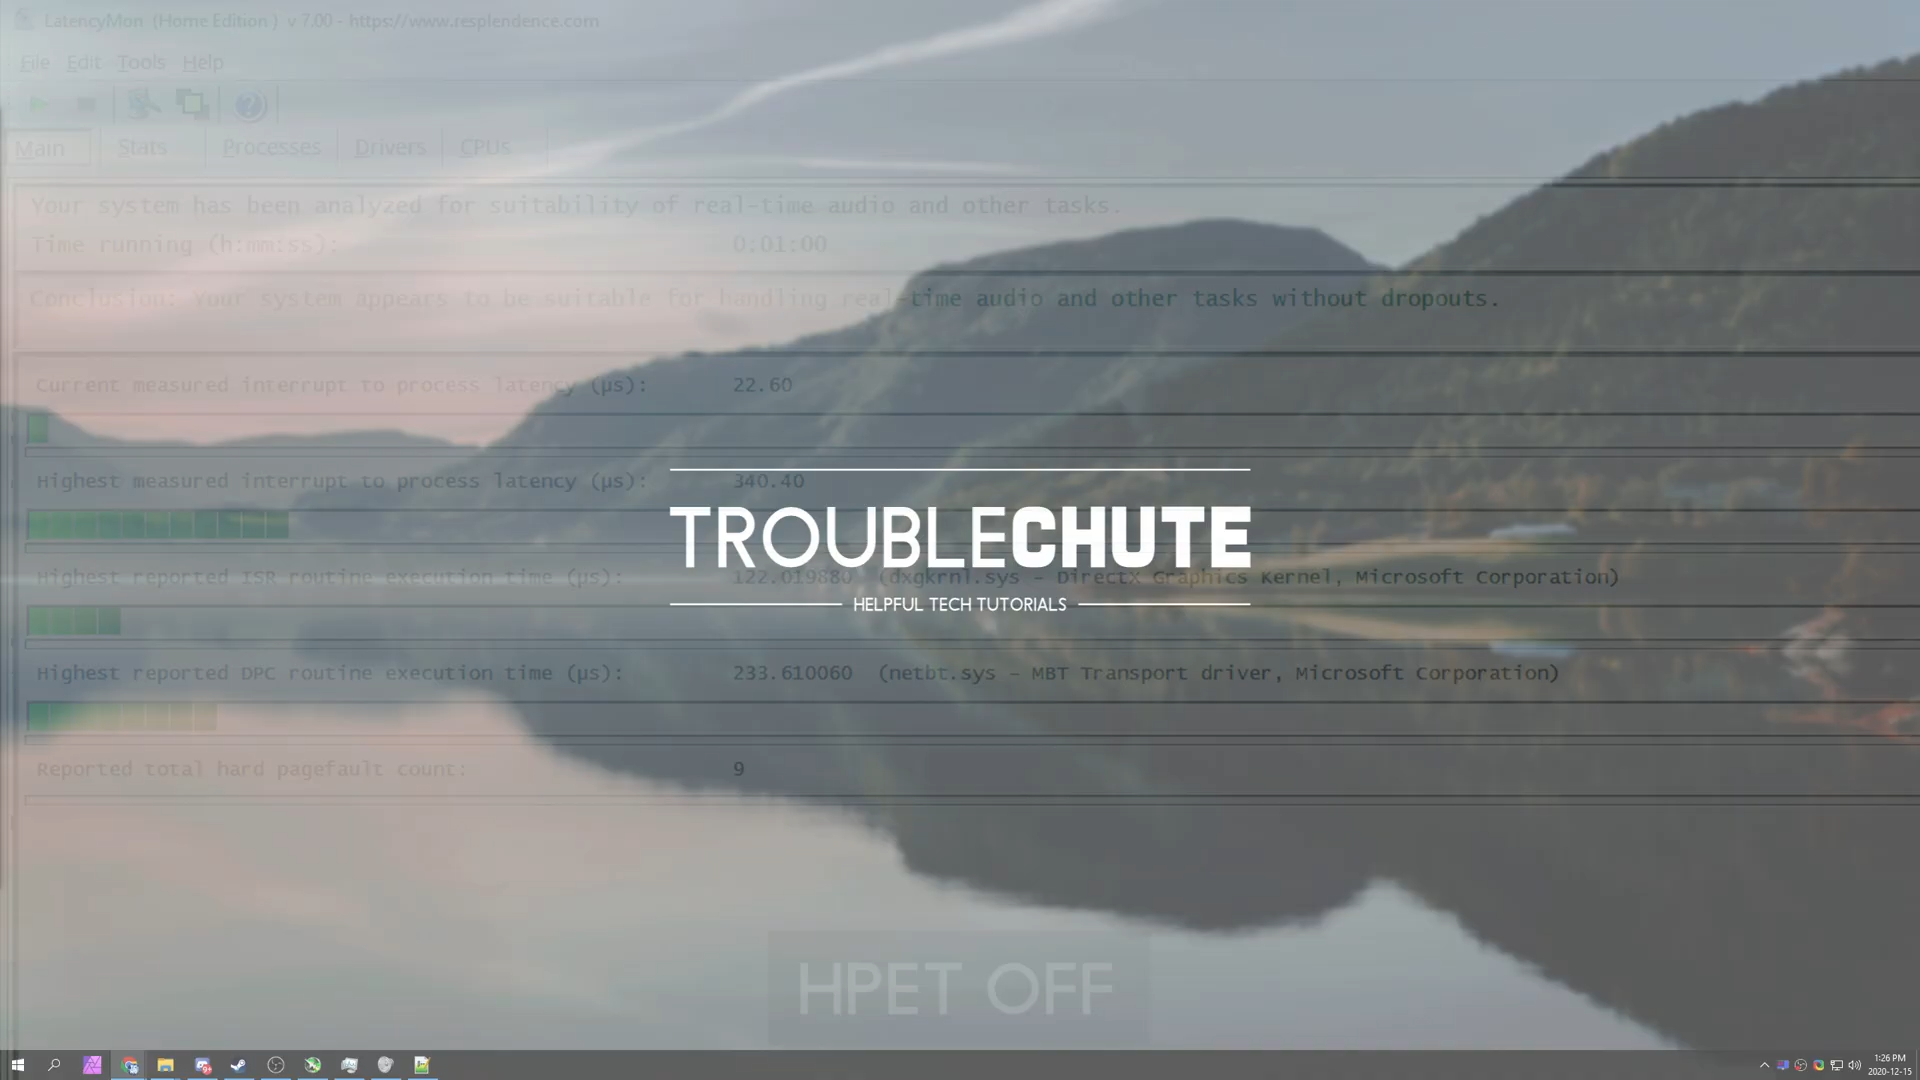 LatencyMon (Home Edition ) v 7.00 - https://www.resplendence.com
File Edit Tools Help
Main Stats Processes Drivers CPUs
Your system has been analyzed for suitability of real-time audio and other tasks.
Time running (h:mm:ss): 0:01:00
Conclusion: Your system appears to be suitable for handling real-time audio and other tasks without dropouts.
Current measured interrupt to process latency (µs): 22.60
Highest measured interrupt to process latency (µs): 340.40
TROUBLECHUTE
Highest reported ISR routine execution time (µs): 122.019880 (dxgkrnl.sys - DirectX Graphics Kernel, Microsoft Corporation)
HELPFUL TECH TUTORIALS
Highest reported DPC routine execution time (µs): 233.610060 (netbt.sys - MBT Transport driver, Microsoft Corporation)
Reported total hard pagefault count: 9
HPET OFF
1:26 PM
2020-12-15